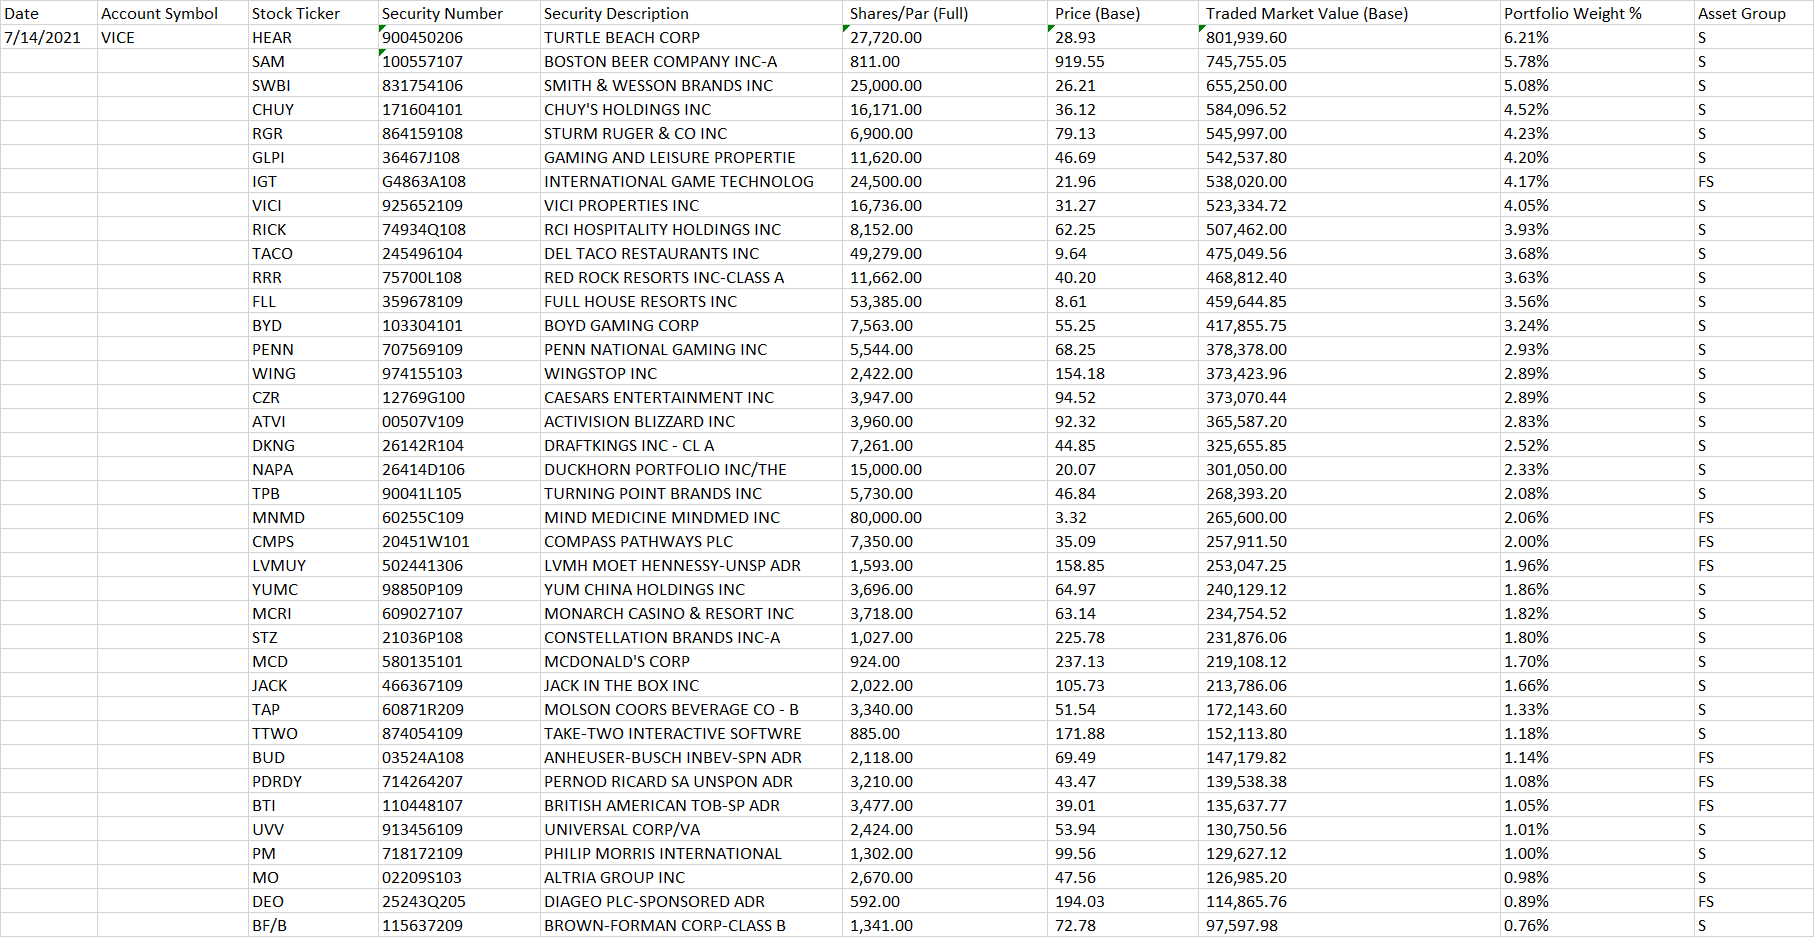 Date Account Symbol Stock Ticker Security Number Security Description Shares/Par (Full) Price (Base) Traded Market Value (Base) Portfolio Weight % Asset Group
7/14/2021 VICE HEAR 900450206 TURTLE BEACH CORP 27,720.00 28.93 801,939.60 6.21% S
SAM 100557107 BOSTON BEER COMPANY INC-A 811.00 919.55 745,755.05 5.78% S
SWBI 831754106 SMITH & WESSON BRANDS INC 25,000.00 26.21 655,250.00 5.08% S
CHUY 171604101 CHUY'S HOLDINGS INC 16,171.00 36.12 584,096.52 4.52% S
RGR 864159108 STURM RUGER & CO INC 6,900.00 79.13 545,997.00 4.23% S
GLPI 36467J108 GAMING AND LEISURE PROPERTIE 11,620.00 46.69 542,537.80 4.20% S
IGT G4863A108 INTERNATIONAL GAME TECHNOLOG 24,500.00 21.96 538,020.00 4.17% FS
VICI 925652109 VICI PROPERTIES INC 16,736.00 31.27 523,334.72 4.05% S
RICK 74934Q108 RCI HOSPITALITY HOLDINGS INC 8,152.00 62.25 507,462.00 3.93% S
TACO 245496104 DEL TACO RESTAURANTS INC 49,279.00 9.64 475,049.56 3.68% S
RRR 75700L108 RED ROCK RESORTS INC-CLASS A 11,662.00 40.20 468,812.40 3.63% S
FLL 359678109 FULL HOUSE RESORTS INC 53,385.00 8.61 459,644.85 3.56% S
BYD 103304101 BOYD GAMING CORP 7,563.00 55.25 417,855.75 3.24% S
PENN 707569109 PENN NATIONAL GAMING INC 5,544.00 68.25 378,378.00 2.93% S
WING 974155103 WINGSTOP INC 2,422.00 154.18 373,423.96 2.89% S
CZR 12769G100 CAESARS ENTERTAINMENT INC 3,947.00 94.52 373,070.44 2.89% S
ATVI 00507V109 ACTIVISION BLIZZARD INC 3,960.00 92.32 365,587.20 2.83% S
DKNG 26142R104 DRAFTKINGS INC - CL A 7,261.00 44.85 325,655.85 2.52% S
NAPA 26414D106 DUCKHORN PORTFOLIO INC/THE 15,000.00 20.07 301,050.00 2.33% S
TPB 90041L105 TURNING POINT BRANDS INC 5,730.00 46.84 268,393.20 2.08% S
MNMD 60255C109 MIND MEDICINE MINDMED INC 80,000.00 3.32 265,600.00 2.06% FS
CMPS 20451W101 COMPASS PATHWAYS PLC 7,350.00 35.09 257,911.50 2.00% FS
LVMUY 502441306 LVMH MOET HENNESSY-UNSP ADR 1,593.00 158.85 253,047.25 1.96% FS
YUMC 98850P109 YUM CHINA HOLDINGS INC 3,696.00 64.97 240,129.12 1.86% S
MCRI 609027107 MONARCH CASINO & RESORT INC 3,718.00 63.14 234,754.52 1.82% S
STZ 21036P108 CONSTELLATION BRANDS INC-A 1,027.00 225.78 231,876.06 1.80% S
MCD 580135101 MCDONALD'S CORP 924.00 237.13 219,108.12 1.70% S
JACK 466367109 JACK IN THE BOX INC 2,022.00 105.73 213,786.06 1.66% S
TAP 60871R209 MOLSON COORS BEVERAGE CO - B 3,340.00 51.54 172,143.60 1.33% S
TTWO 874054109 TAKE-TWO INTERACTIVE SOFTWRE 885.00 171.88 152,113.80 1.18% S
BUD 03524A108 ANHEUSER-BUSCH INBEV-SPN ADR 2,118.00 69.49 147,179.82 1.14% FS
PDRDY 714264207 PERNOD RICARD SA UNSPON ADR 3,210.00 43.47 139,538.38 1.08% FS
BTI 110448107 BRITISH AMERICAN TOB-SP ADR 3,477.00 39.01 135,637.77 1.05% FS
UVV 913456109 UNIVERSAL CORP/VA 2,424.00 53.94 130,750.56 1.01% S
PM 718172109 PHILIP MORRIS INTERNATIONAL 1,302.00 99.56 129,627.12 1.00% S
MO 02209S103 ALTRIA GROUP INC 2,670.00 47.56 126,985.20 0.98% S
DEO 25243Q205 DIAGEO PLC-SPONSORED ADR 592.00 194.03 114,865.76 0.89% FS
BF/B 115637209 BROWN-FORMAN CORP-CLASS B 1,341.00 72.78 97,597.98 0.76% S